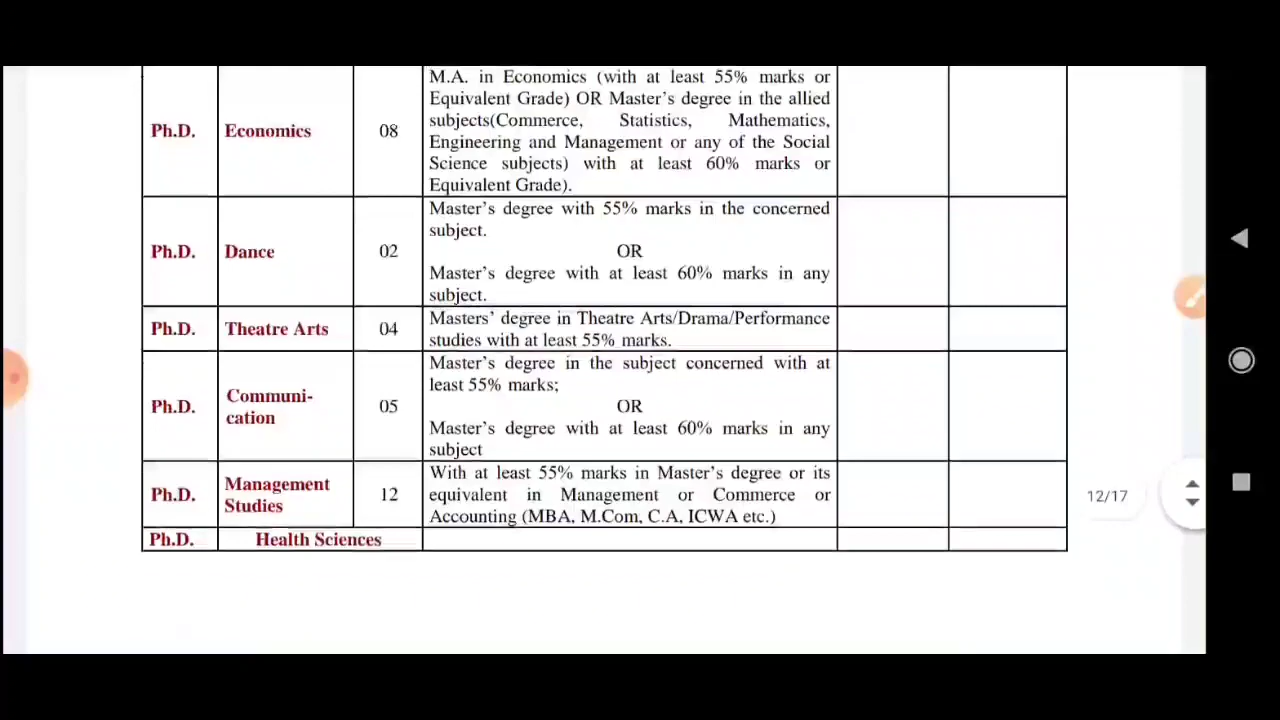 M.A. in Economics (with at least 55% marks or
Equivalent Grade) OR Master's degree in the allied
subjects(Commerce, Statistics, Mathematics,
Ph.D. Economics 08 Engineering and Management or any of the Social
Science subjects) with at least 60% marks or
Equivalent Grade).
Master's degree with 55% marks in the concerned
subject.
Ph.D. Dance 02 OR
Master's degree with at least 60% marks in any
subject.
Ph.D. Theatre Arts 04 Masters' degree in Theatre Arts/Drama/Performance
studies with at least 55% marks.
Master's degree in the subject concerned with at
least 55% marks;
Ph.D. Communi-
cation 05 OR
Master's degree with at least 60% marks in any
subject
Ph.D. Management
Studies 12 With at least 55% marks in Master's degree or its
equivalent in Management or Commerce or
Accounting (MBA, M.Com, C.A, ICWA etc.)
Ph.D. Health Sciences
12/17